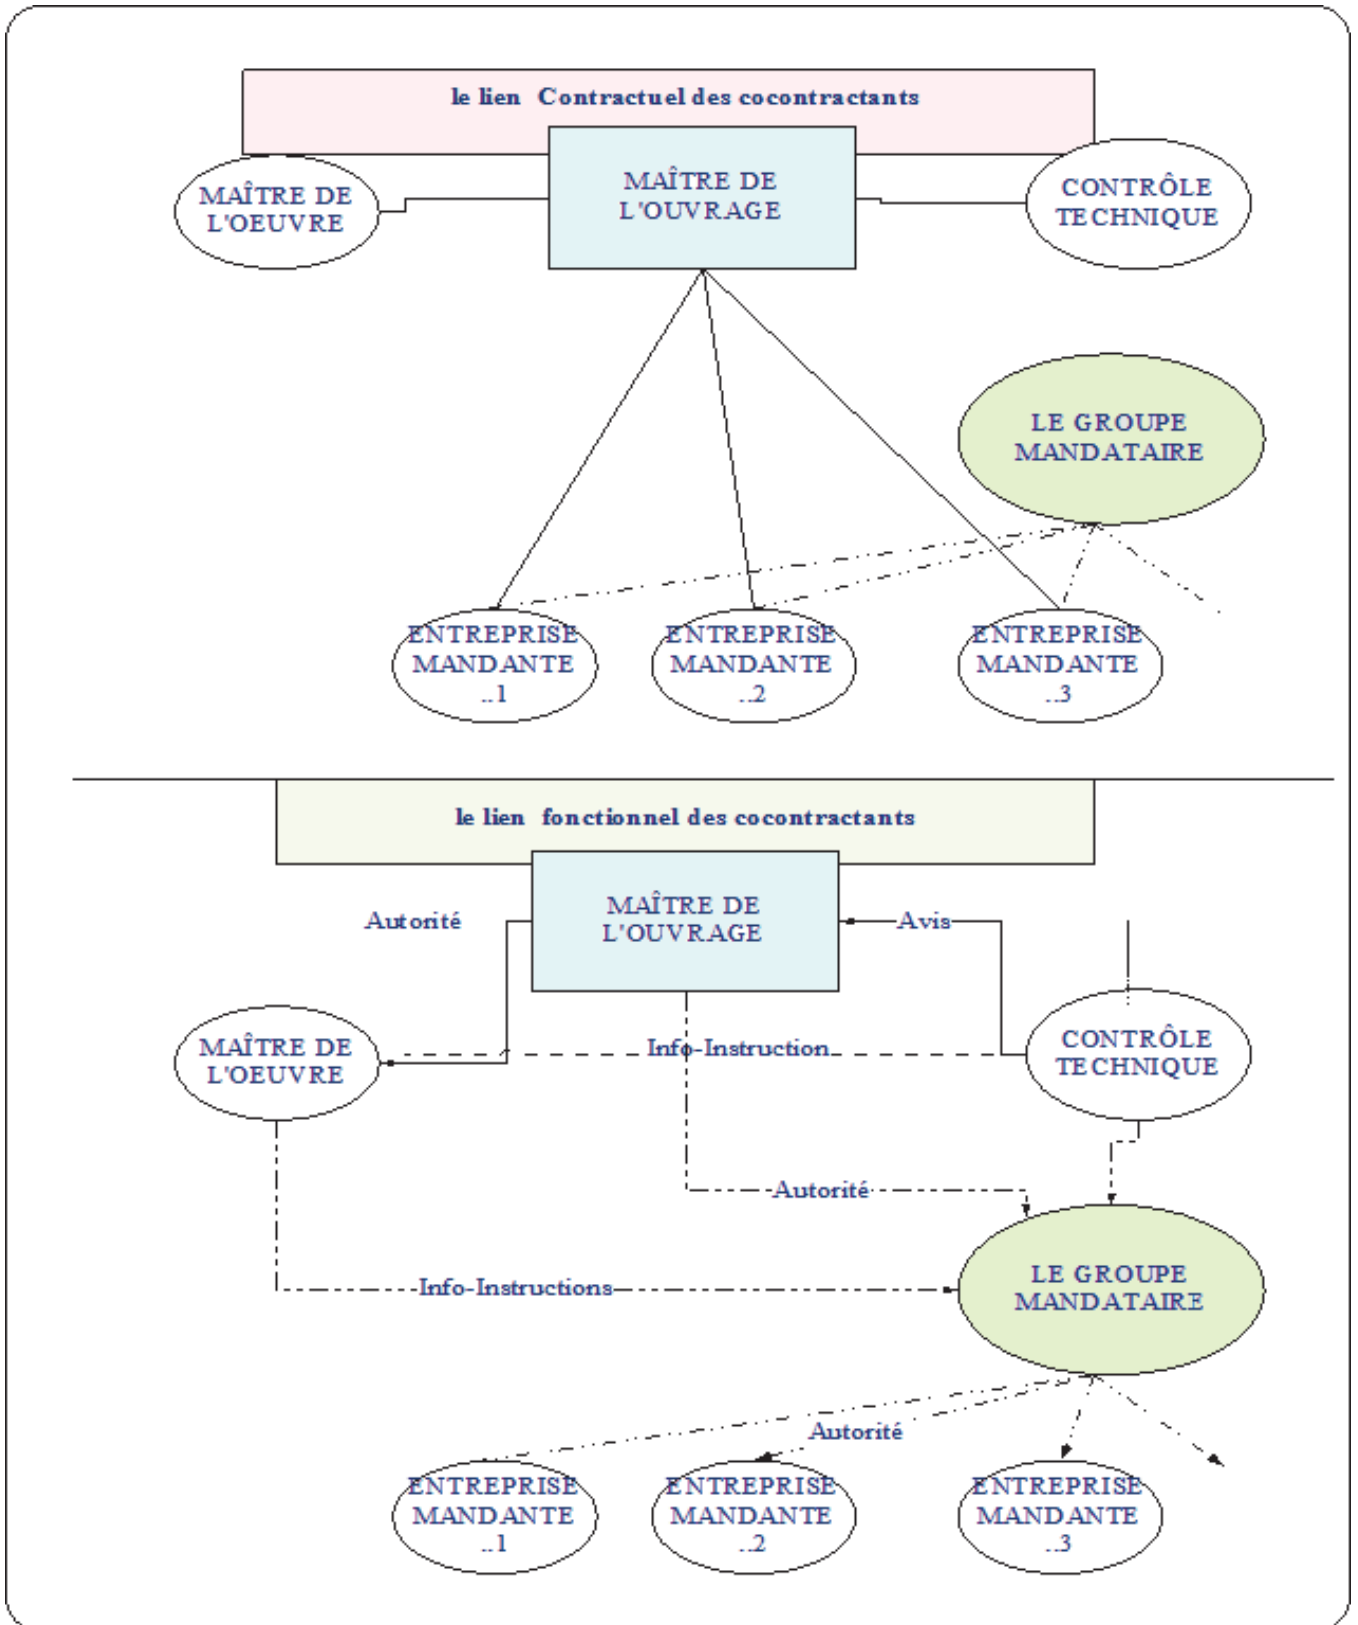 le lien Contractuel des cocontractants
MAÎTRE DE
L'OEUVRE
MAÎTRE DE
L'OUVRAGE
CONTRÔLE
TECHNIQUE
LE GROUPE
MANDATAIRE
ENTREPRISE
MANDANTE
..1
ENTREPRISE
MANDANTE
..2
ENTREPRISE
MANDANTE
..3
le lien fonctionnel des cocontractants
Autorité
MAÎTRE DE
L'OUVRAGE
Avis
MAÎTRE DE
L'OEUVRE
Info-Instruction
CONTRÔLE
TECHNIQUE
Autorité
Info-Instructions
LE GROUPE
MANDATAIRE
Autorité
ENTREPRISE
MANDANTE
..1
ENTREPRISE
MANDANTE
..2
ENTREPRISE
MANDANTE
..3